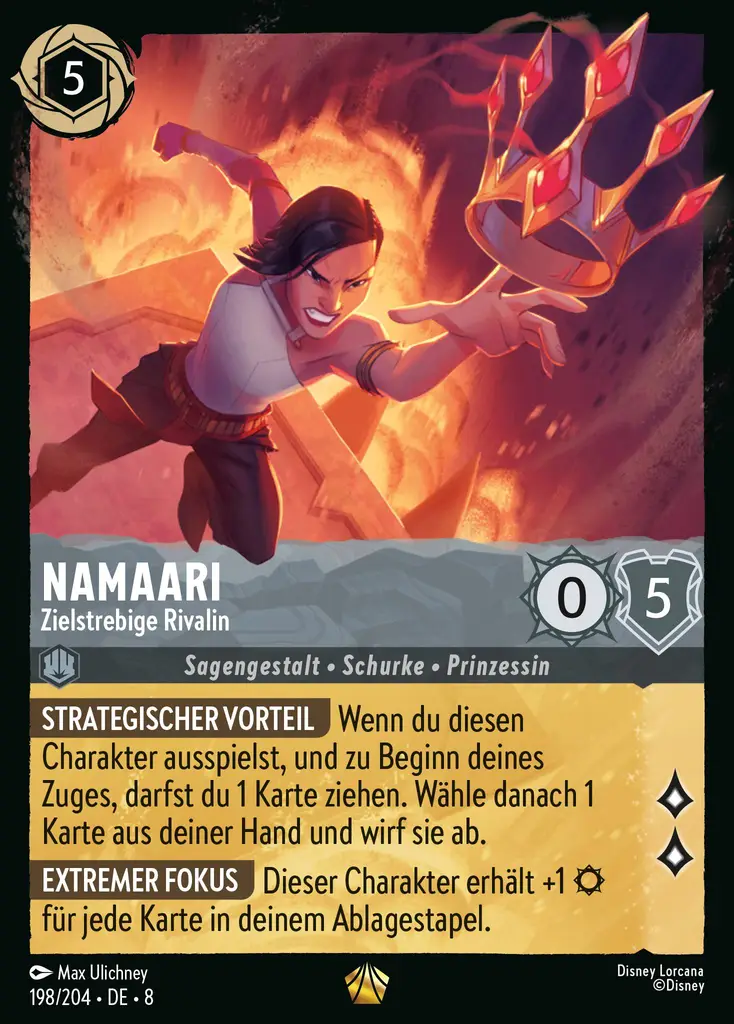 5
NAMAARI
Zielstrebige Rivalin
0
5
Sagengestalt • Schurke • Prinzessin
STRATEGISCHER VORTEIL Wenn du diesen
Charakter ausspielst, und zu Beginn deines
Zuges, darfst du 1 Karte ziehen. Wähle danach 1
Karte aus deiner Hand und wirf sie ab.
EXTREMER FOKUS Dieser Charakter erhält +1
für jede Karte in deinem Ablagestapel.
Max Ulichney
198/204 • DE • 8
Disney Lorcana
©Disney